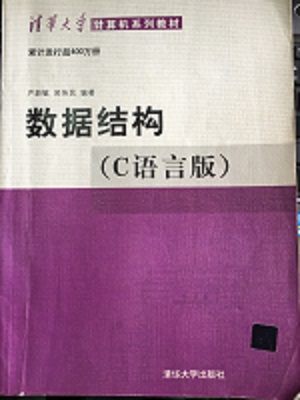 清华大学 计算机系列教材
累计发行超400万册
严蔚敏 吴伟民 编著
数据结构
(C语言版)
清华大学出版社